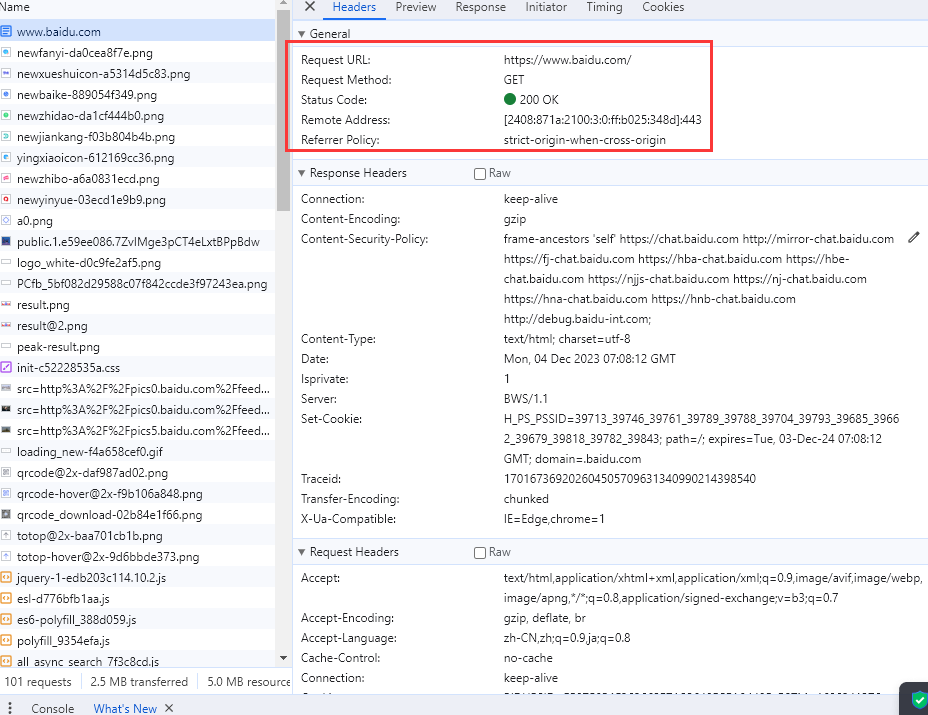 Name
Headers Preview Response Initiator Timing Cookies
www.baidu.com
newfanyi-da0cea8f7e.png
newxueshuicon-a5314d5c83.png
newbaike-889054f349.png
newzhidao-da1cf444b0.png
newjiankang-f03b804b4b.png
yingxiaoicon-612169cc36.png
newzhibo-a6a0831ecd.png
newyinyue-03ecd1e9b9.png
a0.png
public.1.e59ee086.7ZvIMge3pCT4eLxtBPpBdw
logo_white-d0c9fe2af5.png
PCfb_5bf082d29588c07f842ccde3f97243ea.png
result.png
result@2.png
peak-result.png
init-c52228535a.css
src=http%3A%2F%2Fpics0.baidu.com%2Ffeed...
src=http%3A%2F%2Fpics0.baidu.com%2Ffeed...
src=http%3A%2F%2Fpics5.baidu.com%2Ffeed...
loading_new-f4a658cef0.gif
qrcode@2x-daf987ad02.png
qrcode-hover@2x-f9b106a848.png
qrcode_download-02b84e1f66.png
totop@2x-baa701cb1b.png
totop-hover@2x-9d6bbde373.png
jquery-1-edb203c114.10.2.js
esl-d776bfb1aa.js
es6-polyfill_388d059.js
polyfill_9354efa.js
all_async_search_7f3c8cd.js
101 requests 2.5 MB transferred 5.0 MB resource
General
Request URL: https://www.baidu.com/
Request Method: GET
Status Code: 200 OK
Remote Address: [2408:871a:2100:3:0:ff:b025:348d]:443
Referrer Policy: strict-origin-when-cross-origin
Response Headers Raw
Connection: keep-alive
Content-Encoding: gzip
Content-Security-Policy: frame-ancestors 'self' https://chat.baidu.com http://mirror-chat.baidu.com
https://fj-chat.baidu.com https://hba-chat.baidu.com https://hbe-
chat.baidu.com https://njjs-chat.baidu.com https://nj-chat.baidu.com
https://hna-chat.baidu.com https://hnb-chat.baidu.com
http://debug.baidu-int.com;
Content-Type: text/html; charset=utf-8
Date: Mon, 04 Dec 2023 07:08:12 GMT
Isprivate: 1
Server: BWS/1.1
Set-Cookie: H_PS_PSSID=39713_39746_39761_39789_39788_39704_39793_39685_3966
2_39679_39818_39782_39843; path=/; expires=Tue, 03-Dec-24 07:08:12
GMT; domain=.baidu.com
Traceid: 1701673692026045057096313409902143985​40
Transfer-Encoding: chunked
X-Ua-Compatible: IE=Edge,chrome=1
Request Headers Raw
Accept: text/html,application/xhtml+xml,application/xml;q=0.9,image/avif,image/webp,
image/apng,*/*;q=0.8,application/signed-exchange;v=b3;q=0.7
Accept-Encoding: gzip, deflate, br
Accept-Language: zh-CN,zh;q=0.9,ja;q=0.8
Cache-Control: no-cache
Connection: keep-alive
Console What's New